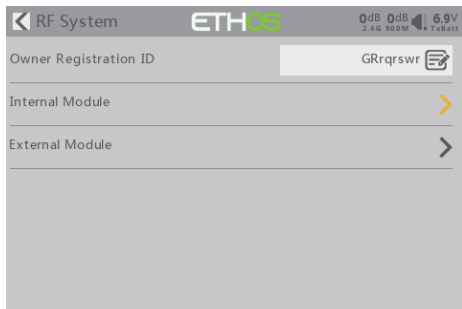 RF System ETHOS 0dB 0dB 6.9V
2.4G 900M TxBatt
Owner Registration ID GRrqrswr
Internal Module
External Module